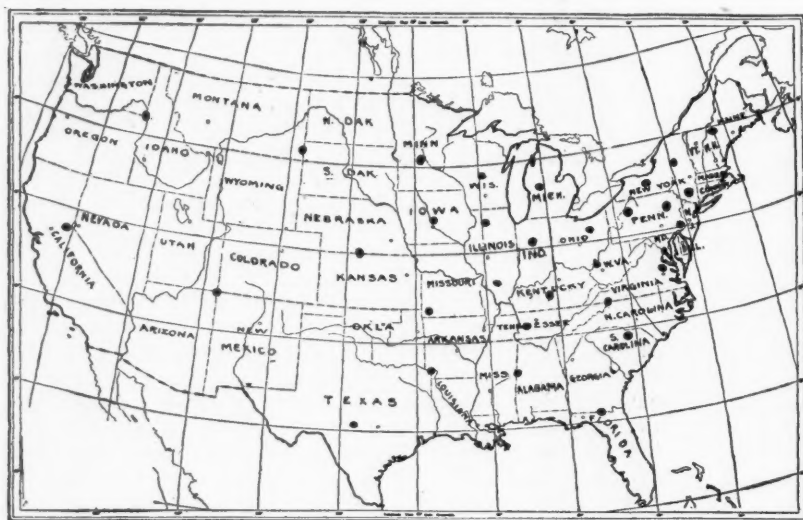 WASHINGTON
MONTANA
N. DAK
MINN
MAINE
OREGON
IDAHO
S. DAK
WIS.
MICH.
NEW YORK
VT.
N.H.
WYOMING
NEBRASKA
IOWA
PENN.
NEVADA
UTAH
COLORADO
KANSAS
ILLINOIS
IND.
OHIO
W.VA
MD.
DEL.
CALIFORNIA
MISSOURI
KENTUCKY
VIRGINIA
ARIZONA
NEW
MEXICO
OKLA
ARKANSAS
TENNESSEE
N. CAROLINA
S.
CAROLINA
TEXAS
LOUISIANA
MISS
ALABAMA
GEORGIA
FLORIDA